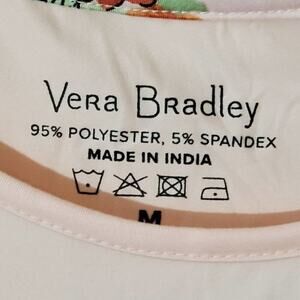 Vera Bradley
95% POLYESTER, 5% SPANDEX
MADE IN INDIA
M